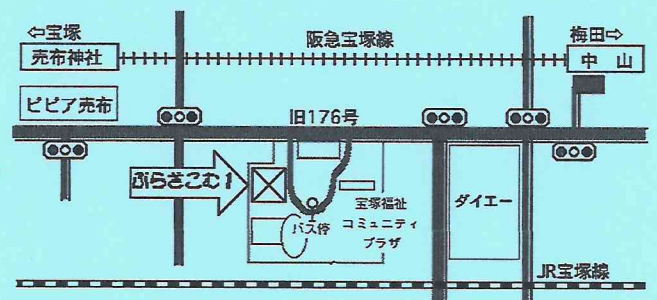 ⇦宝塚
梅田⇨
阪急宝塚線
売布神社
中山
ピピア売布
旧176号
ぷらざこむ1
宝塚福祉
コミュニティ
プラザ
バス停
ダイエー
JR宝塚線